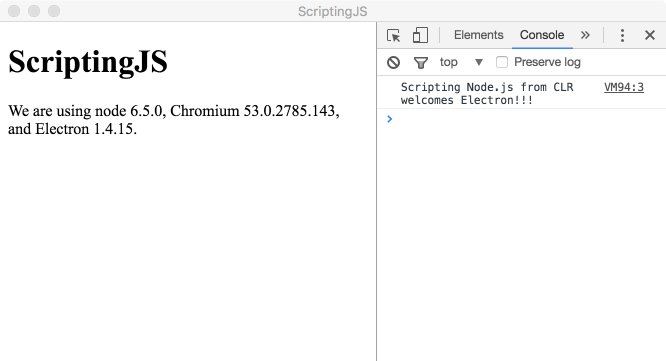 ScriptingJS
ScriptingJS
We are using node 6.5.0, Chromium 53.0.2785.143,
and Electron 1.4.15.
Elements Console »
top ▼ Preserve log
Scripting Node.js from CLR VM94:3
welcomes Electron!!!